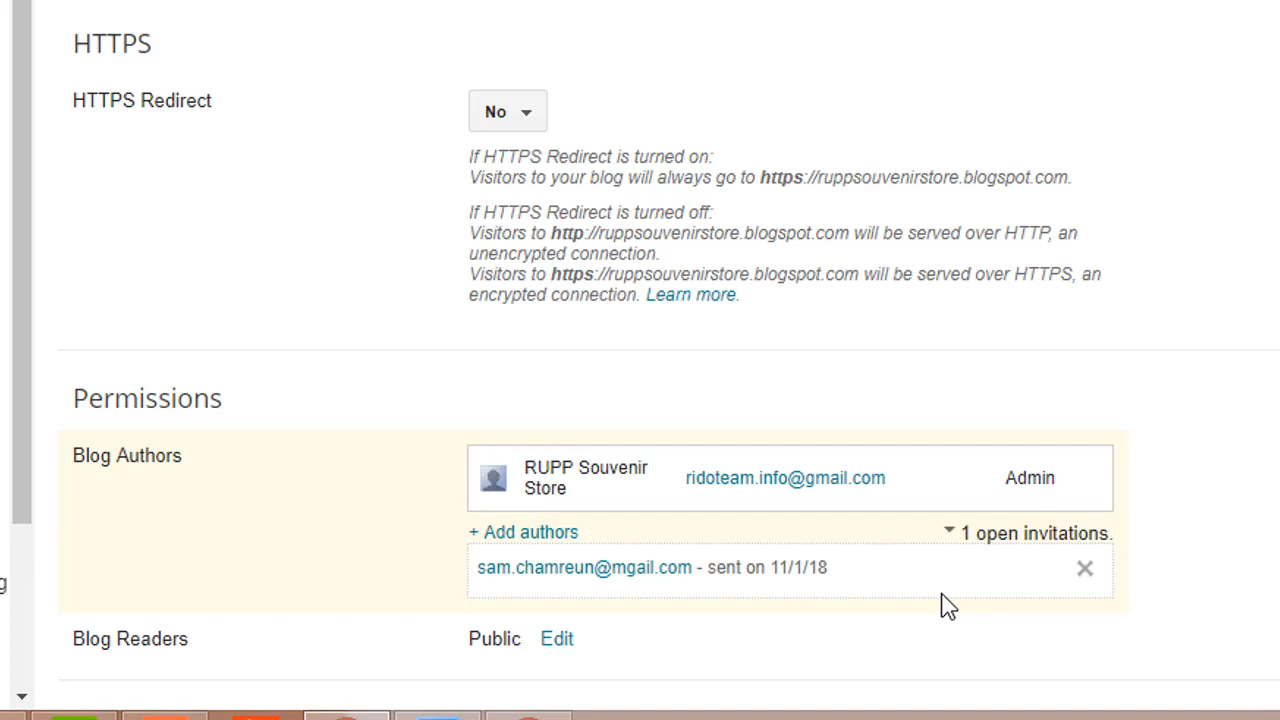 HTTPS
HTTPS Redirect
No
If HTTPS Redirect is turned on:
Visitors to your blog will always go to https://ruppsouvenirstore.blogspot.com.
If HTTPS Redirect is turned off:
Visitors to http://ruppsouvenirstore.blogspot.com will be served over HTTP, an
unencrypted connection.
Visitors to https://ruppsouvenirstore.blogspot.com will be served over HTTPS, an
encrypted connection. Learn more.
Permissions
Blog Authors
RUPP Souvenir
Store
ridoteam.info@gmail.com
Admin
+ Add authors
1 open invitations.
sam.chamreun@mgail.com - sent on 11/1/18
g
Blog Readers
Public Edit